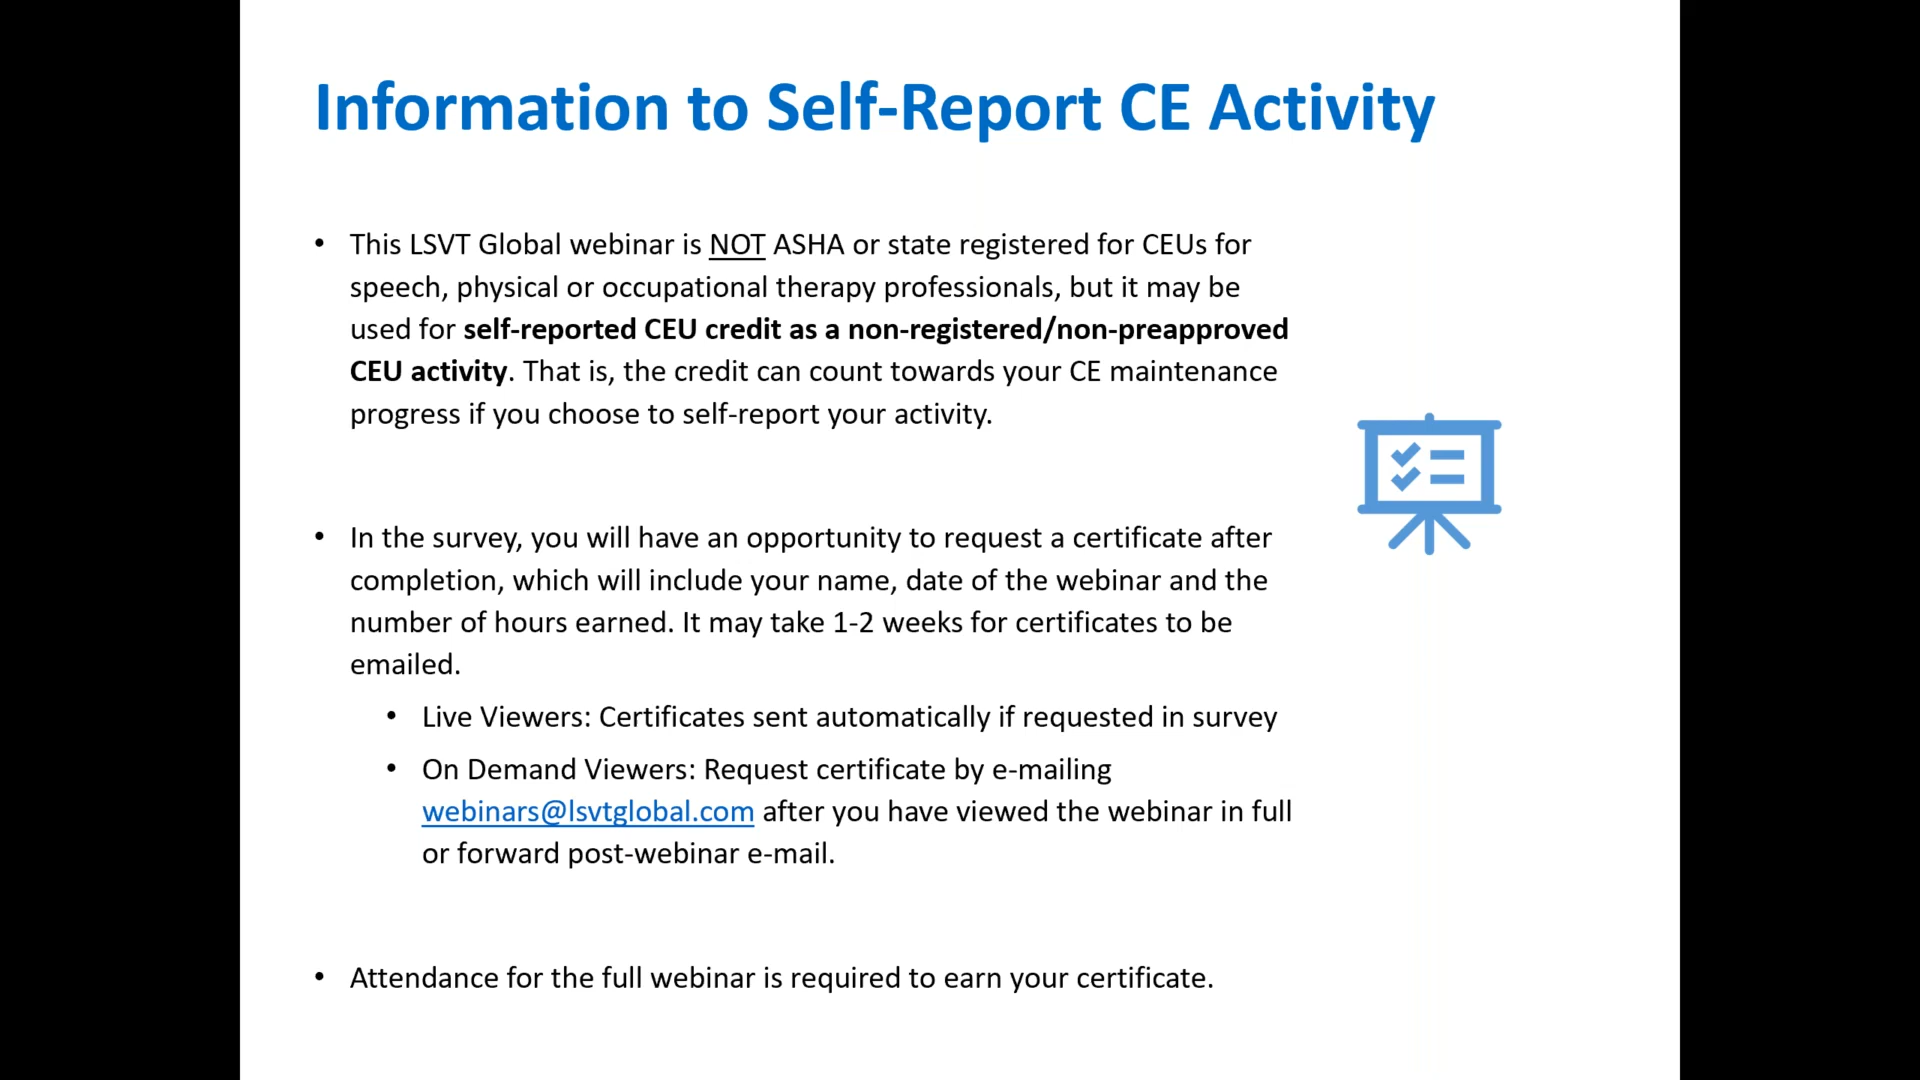 Information to Self-Report CE Activity
• This LSVT Global webinar is NOT ASHA or state registered for CEUs for
speech, physical or occupational therapy professionals, but it may be
used for self-reported CEU credit as a non-registered/non-preapproved
CEU activity. That is, the credit can count towards your CE maintenance
progress if you choose to self-report your activity.
• In the survey, you will have an opportunity to request a certificate after
completion, which will include your name, date of the webinar and the
number of hours earned. It may take 1-2 weeks for certificates to be
emailed.
• Live Viewers: Certificates sent automatically if requested in survey
• On Demand Viewers: Request certificate by e-mailing
webinars@lsvtglobal.com after you have viewed the webinar in full
or forward post-webinar e-mail.
• Attendance for the full webinar is required to earn your certificate.